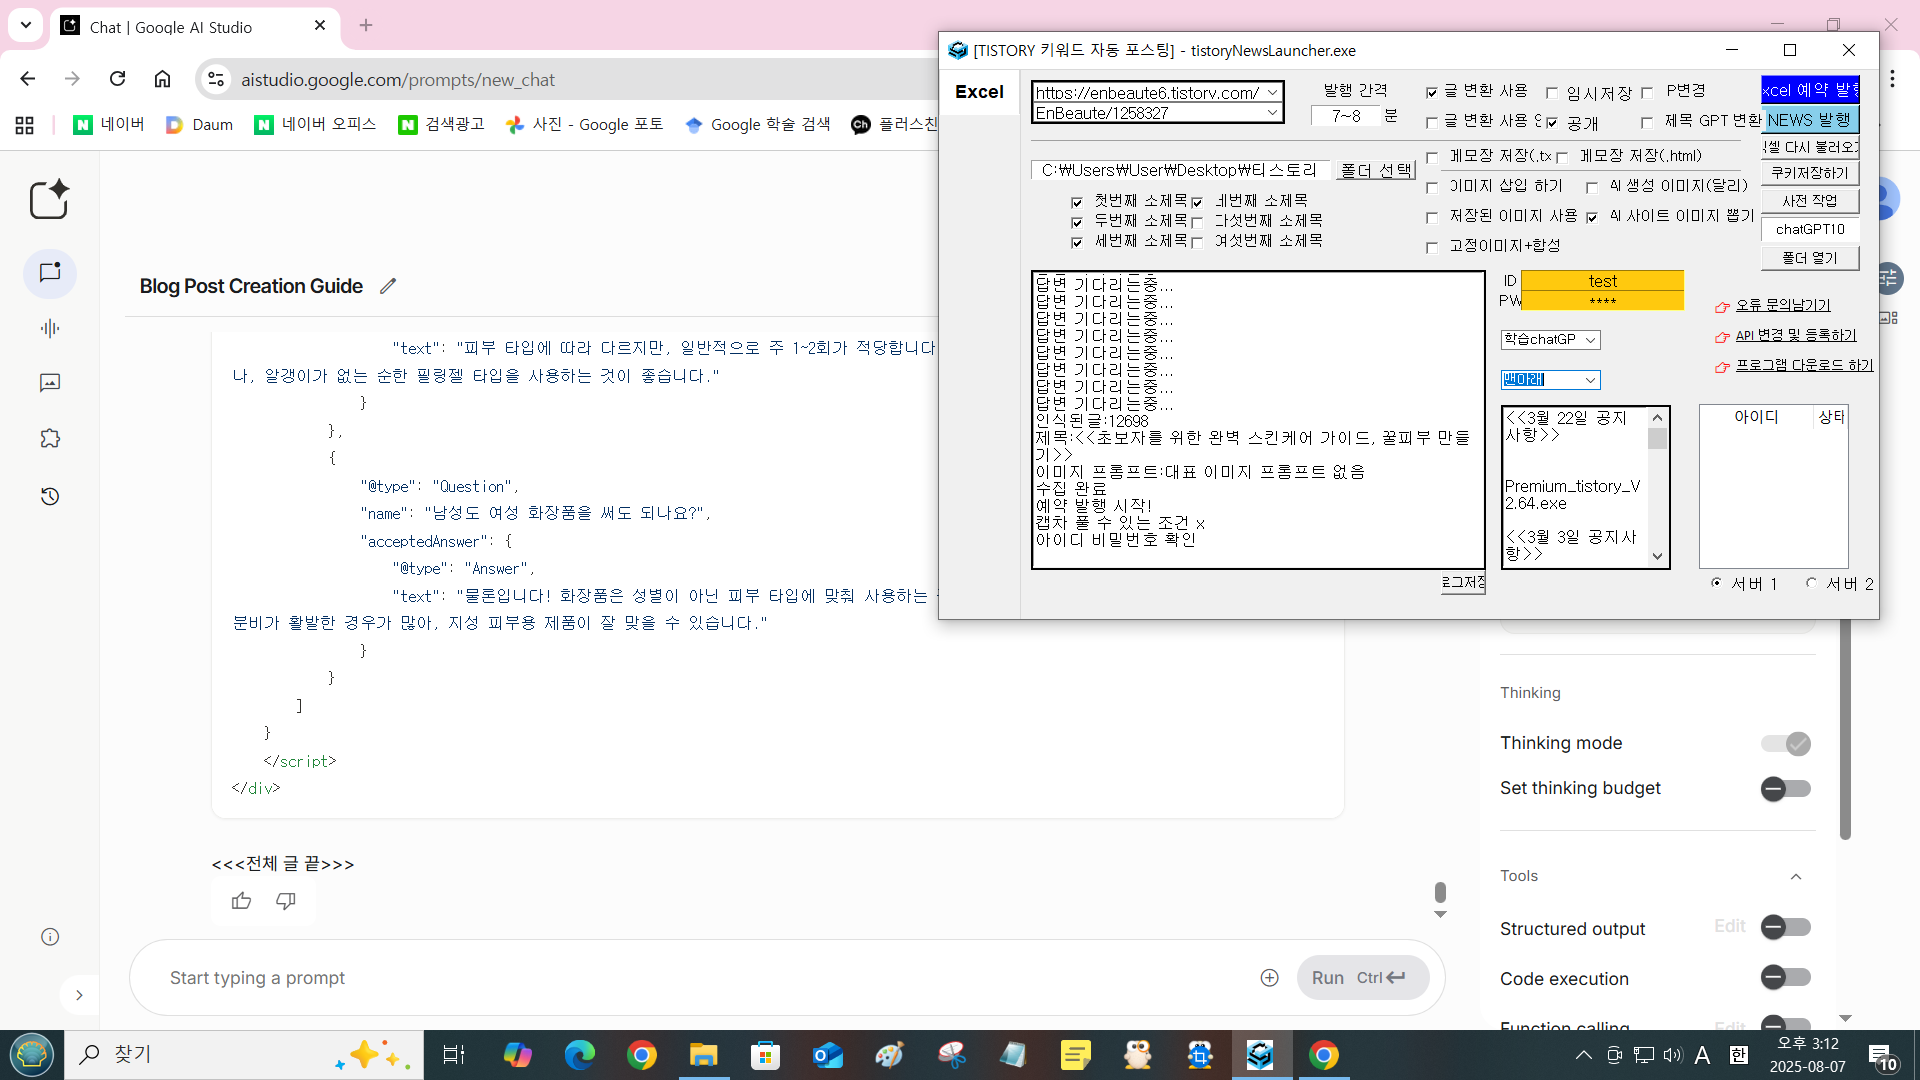 Chat | Google AI Studio
aistudio.google.com/prompts/new_chat
네이버
Daum
네이버 오피스
검색광고
사진 - Google 포토
Google 학술 검색
플러스친
Blog Post Creation Guide
"text": "피부 타입에 따라 다르지만, 일반적으로 주 1~2회가 적당합니다
나, 알갱이가 없는 순한 필링젤 타입을 사용하는 것이 좋습니다."
}
},
{
"@type": "Question",
"name": "남성도 여성 화장품을 써도 되나요?",
"acceptedAnswer": {
"@type": "Answer",
"text": "물론입니다! 화장품은 성별이 아닌 피부 타입에 맞춰 사용하는
분비가 활발한 경우가 많아, 지성 피부용 제품이 잘 맞을 수 있습니다."
}
}
]
}
</script>
</div>
<<<전체 글 끝>>>
Start typing a prompt
Run Ctrl
[TISTORY 키워드 자동 포스팅] - tistoryNewsLauncher.exe
Excel
https://enbeaute6.tistory.com/
EnBeaute/1258327
발행 간격
7~8 분
글 변환 사용
임시저장
P변경
글 변환 사용
공개
제목 GPT 변환
xcel 예약 발행
NEWS 발행
셀 다시 불러오기
쿠키저장하기
사전 작업
chatGPT10
폴더 열기
C:₩Users₩User₩Desktop₩티스토리
폴더 선택
메모장 저장(.tx
메모장 저장(.html)
이미지 삽입 하기
AI 생성 이미지(달리)
저장된 이미지 사용
AI 사이트 이미지 뽑기
고정이미지+합성
첫번째 소제목
네번째 소제목
두번째 소제목
다섯번째 소제목
세번째 소제목
여섯번째 소제목
답변 기다리는중...
답변 기다리는중...
답변 기다리는중...
답변 기다리는중...
답변 기다리는중...
답변 기다리는중...
답변 기다리는중...
답변 기다리는중...
인식된글:12698
제목:<<초보자를 위한 완벽 스킨케어 가이드, 꿀피부 만들
기>>
이미지 프롬프트:대표 이미지 프롬프트 없음
수집 완료
예약 발행 시작!
캡차 풀 수 있는 조건 x
아이디 비밀번호 확인
로그저장
ID test
PW ****
학습chatGP
맨아래
오류 문의남기기
API 변경 및 등록하기
프로그램 다운로드 하기
<<3월 22일 공지
사항>>
Premium_tistory_V
2.64.exe
<<3월 3일 공지사
항>>
아이디
상태
서버 1
서버 2
Thinking
Thinking mode
Set thinking budget
Tools
Structured output
Edit
Code execution
Function calling
Edit
찾기
A
한
오후 3:12
2025-08-07
10